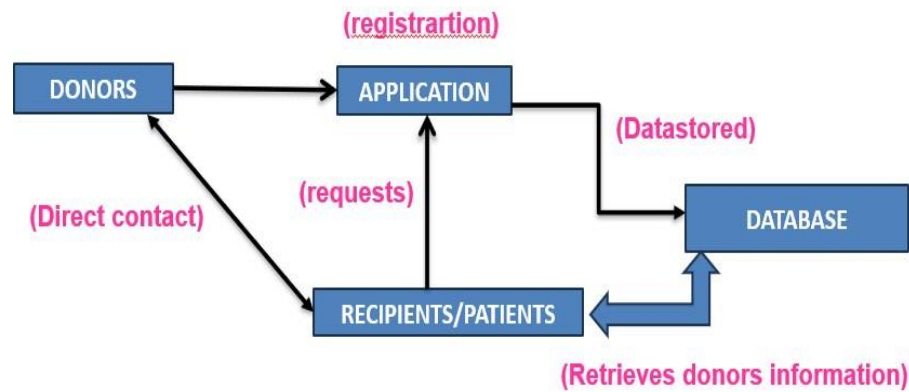 (registrartion)
DONORS
APPLICATION
(Datastored)
(requests)
(Direct contact)
DATABASE
RECIPIENTS/PATIENTS
(Retrieves donors information)